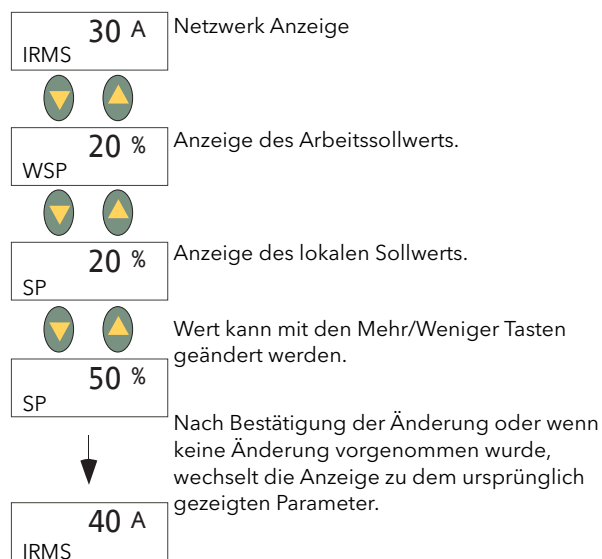 30 A
IRMS
Netzwerk Anzeige
20 %
WSP
Anzeige des Arbeitssollwerts.
20 %
SP
Anzeige des lokalen Sollwerts.
Wert kann mit den Mehr/Weniger Tasten
geändert werden.
50 %
SP
Nach Bestätigung der Änderung oder wenn
keine Änderung vorgenommen wurde,
wechselt die Anzeige zu dem ursprünglich
gezeigten Parameter.
40 A
IRMS